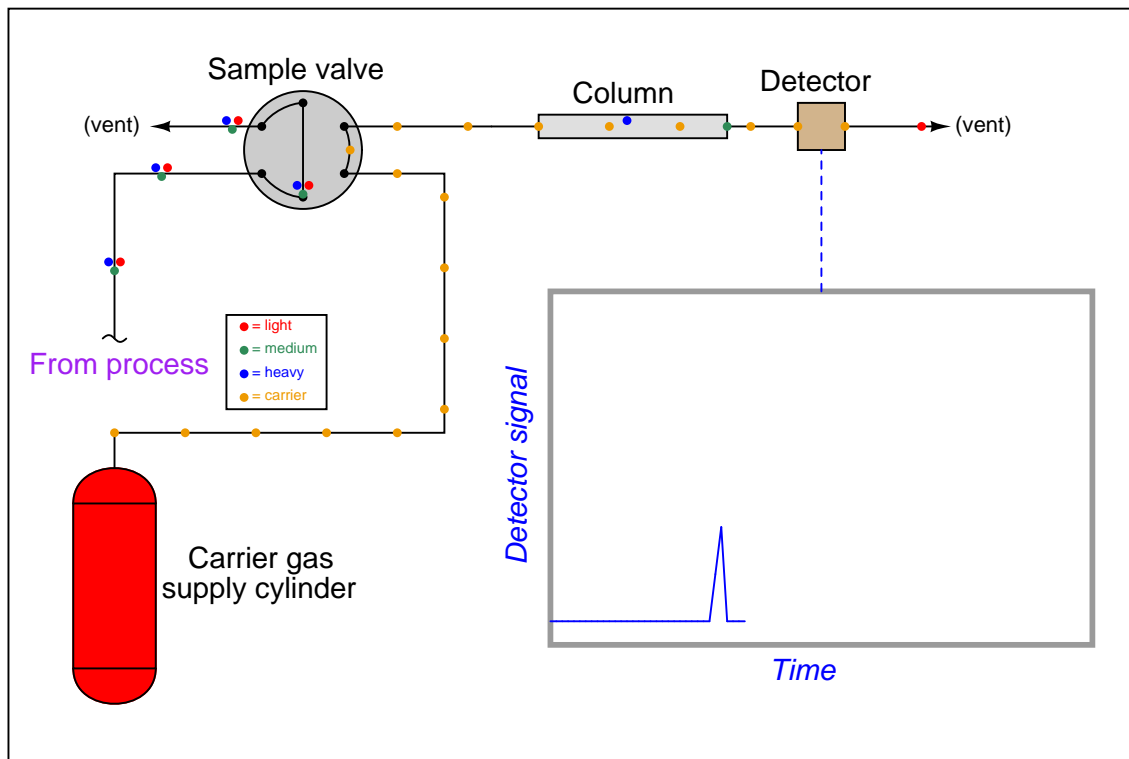 Sample valve
Column
Detector
(vent)
(vent)
= light
= medium
= heavy
= carrier
From process
Detector signal
Carrier gas
supply cylinder
Time